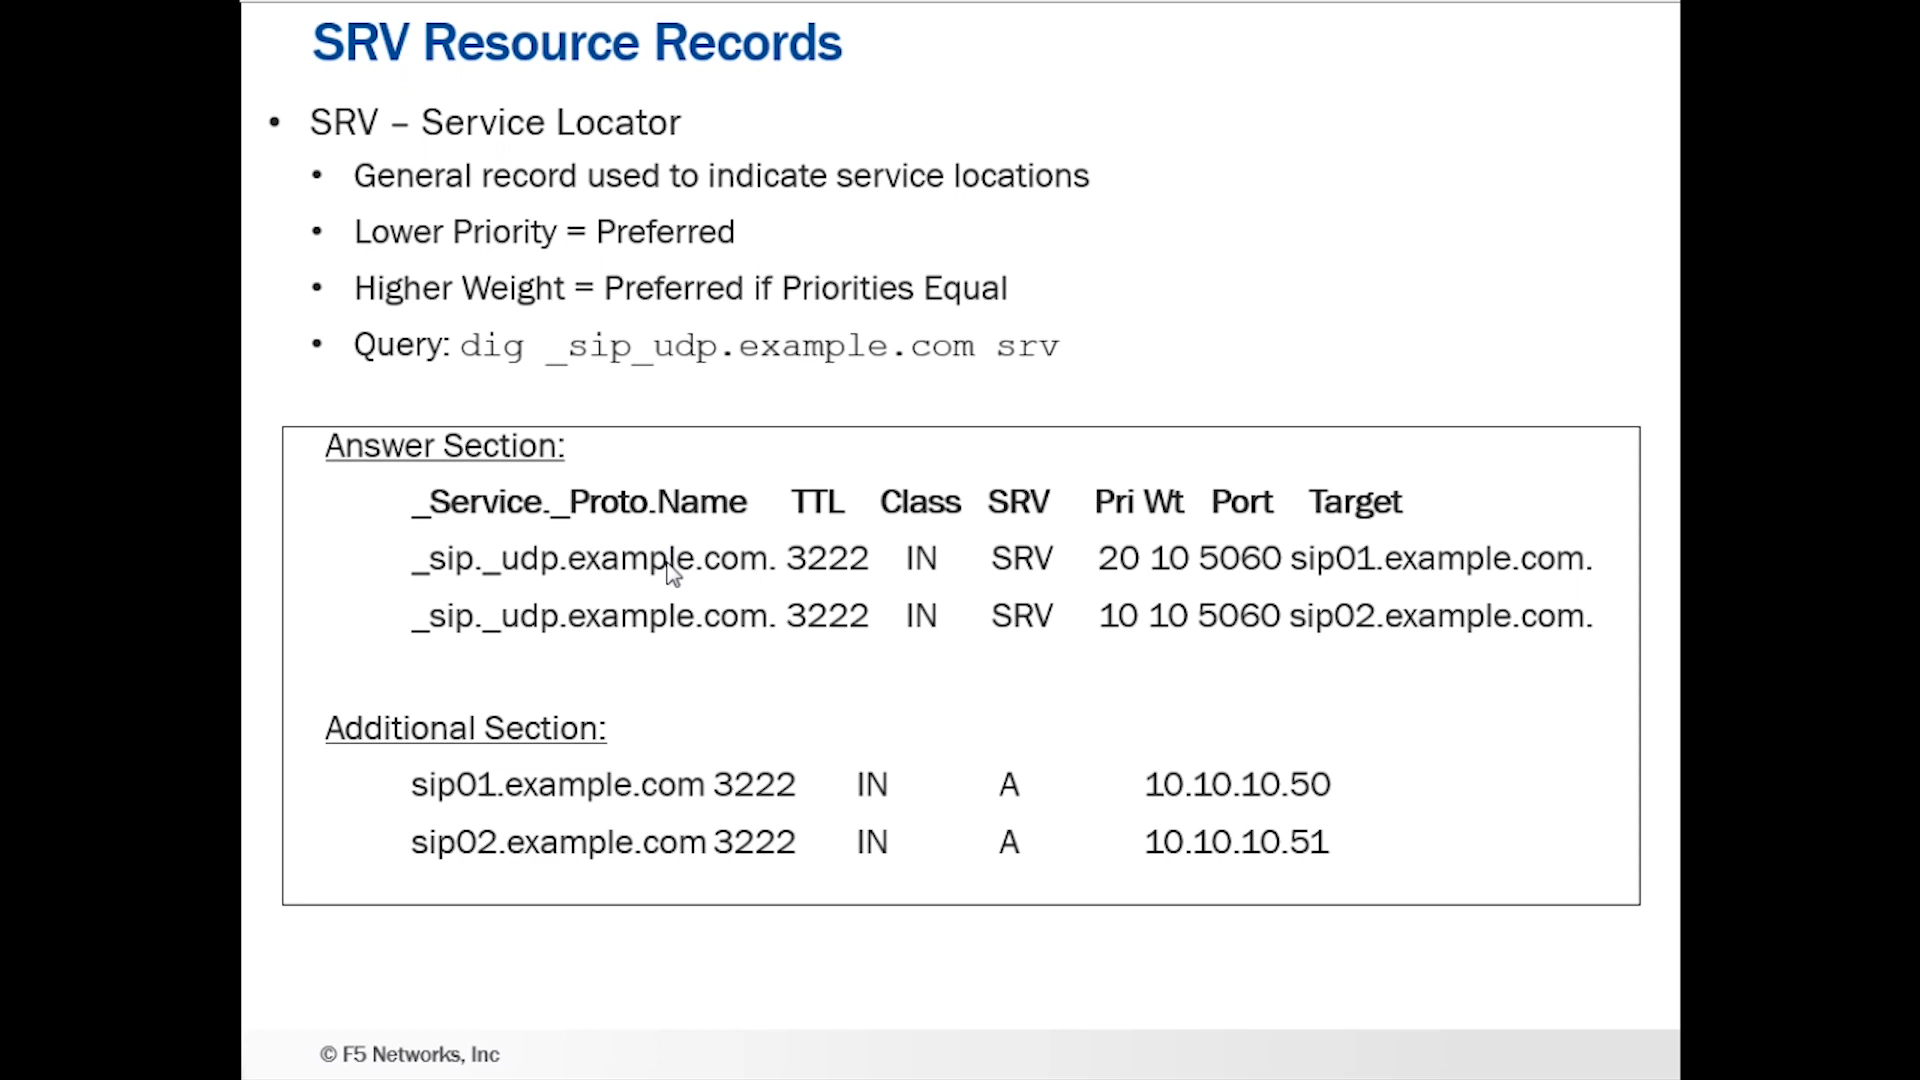 SRV Resource Records
• SRV – Service Locator
• General record used to indicate service locations
• Lower Priority = Preferred
• Higher Weight = Preferred if Priorities Equal
• Query: dig _sip_udp.example.com srv
Answer Section:
_Service._Proto.Name TTL Class SRV Pri Wt Port Target
_sip._udp.example.com. 3222 IN SRV 20 10 5060 sip01.example.com.
_sip._udp.example.com. 3222 IN SRV 10 10 5060 sip02.example.com.
Additional Section:
sip01.example.com 3222 IN A 10.10.10.50
sip02.example.com 3222 IN A 10.10.10.51
© F5 Networks, Inc